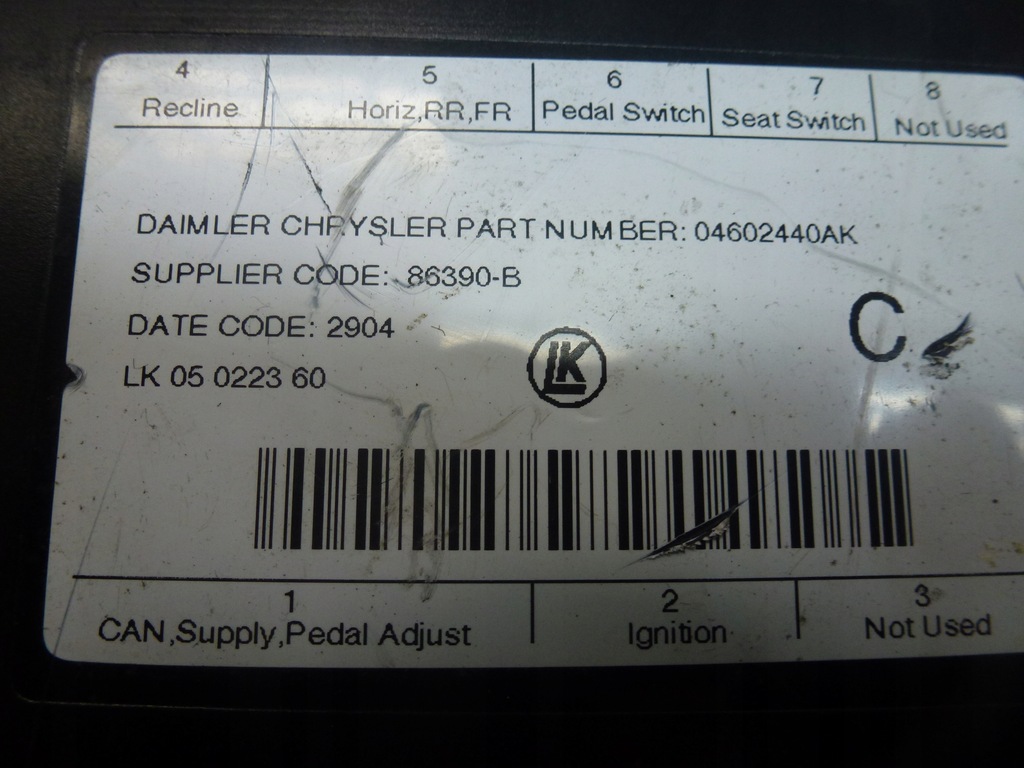 4 5 6 7 8
Recline Horiz,RR,FR Pedal Switch Seat Switch Not Used
DAIMLER CHRYSLER PART NUMBER: 04602440AK
SUPPLIER CODE: 86390-B
DATE CODE: 2904
C
LK 05 0223 60
LK
1 2 3
CAN,Supply,Pedal Adjust Ignition Not Used